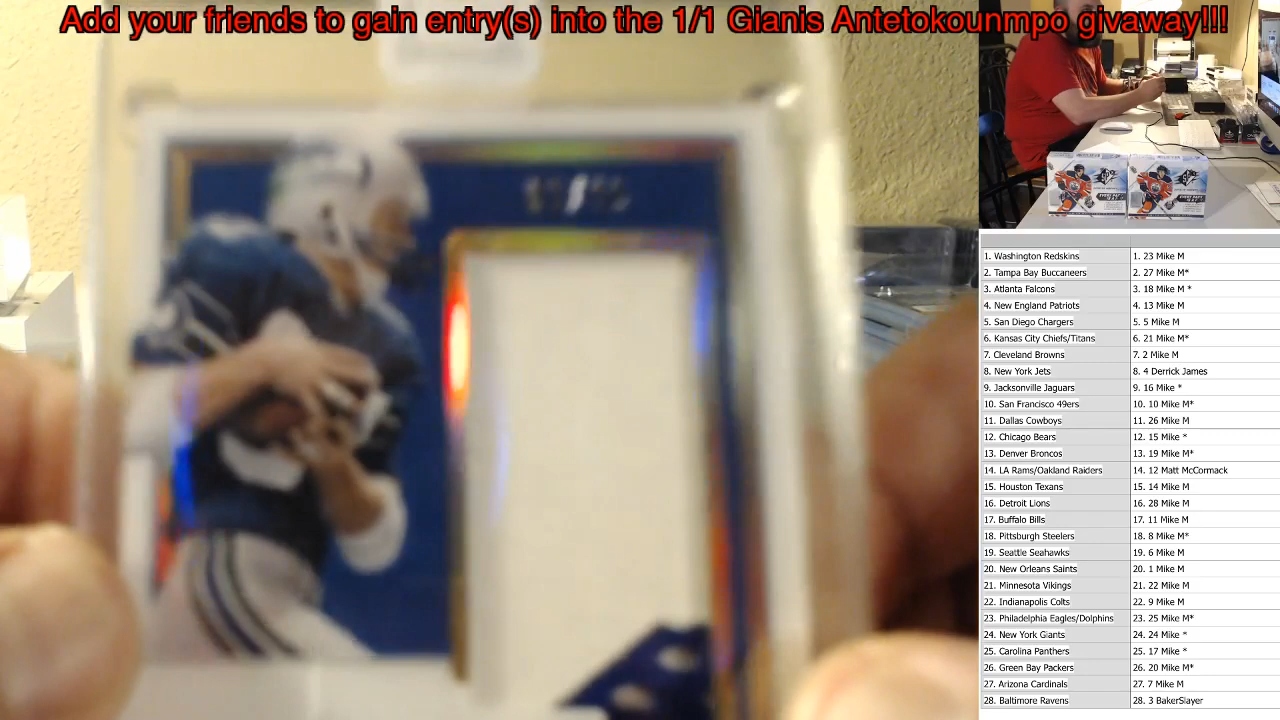 Add your friends to gain entry(s) into the 1/1 Gianis Antetokounmpo givaway!!!
1. Washington Redskins 1. 23 Mike M
2. Tampa Bay Buccaneers 2. 27 Mike M*
3. Atlanta Falcons 3. 18 Mike M *
4. New England Patriots 4. 13 Mike M
5. San Diego Chargers 5. 5 Mike M
6. Kansas City Chiefs/Titans 6. 21 Mike M*
7. Cleveland Browns 7. 2 Mike M
8. New York Jets 8. 4 Derrick James
9. Jacksonville Jaguars 9. 16 Mike *
10. San Francisco 49ers 10. 10 Mike M*
11. Dallas Cowboys 11. 26 Mike M
12. Chicago Bears 12. 15 Mike *
13. Denver Broncos 13. 19 Mike M*
14. LA Rams/Oakland Raiders 14. 12 Matt McCormack
15. Houston Texans 15. 14 Mike M
16. Detroit Lions 16. 28 Mike M
17. Buffalo Bills 17. 11 Mike M
18. Pittsburgh Steelers 18. 8 Mike M*
19. Seattle Seahawks 19. 6 Mike M
20. New Orleans Saints 20. 1 Mike M
21. Minnesota Vikings 21. 22 Mike M
22. Indianapolis Colts 22. 9 Mike M
23. Philadelphia Eagles/Dolphins 23. 25 Mike M*
24. New York Giants 24. 24 Mike *
25. Carolina Panthers 25. 17 Mike *
26. Green Bay Packers 26. 20 Mike M*
27. Arizona Cardinals 27. 7 Mike M
28. Baltimore Ravens 28. 3 BakerSlayer